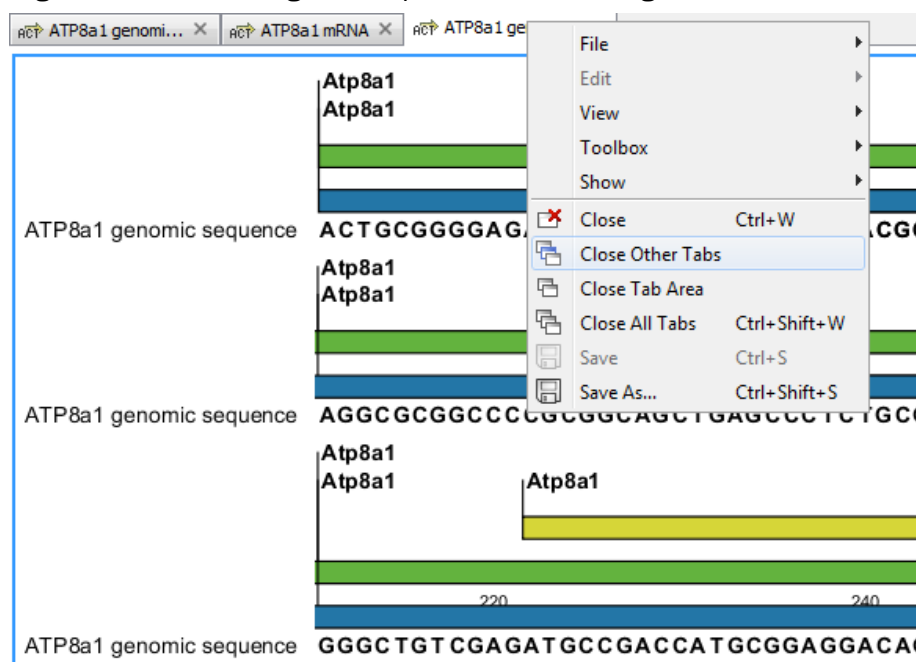 ATP8a1 genomi... ATP8a1 mRNA ATP8a1 ge
File
Edit
View
Toolbox
Show
Close Ctrl+W
Close Other Tabs
Close Tab Area
Close All Tabs Ctrl+Shift+W
Save Ctrl+S
Save As... Ctrl+Shift+S
Atp8a1
Atp8a1
ATP8a1 genomic sequence ACTGCGGGGAG
Atp8a1
Atp8a1
ATP8a1 genomic sequence AGGCGCGGCCCCGCGGCAGCTGAGCCCTCTGC
Atp8a1
Atp8a1 Atp8a1
220 240
ATP8a1 genomic sequence GGGCTGTCGAGATGCCGACCATGCGGAGGACA